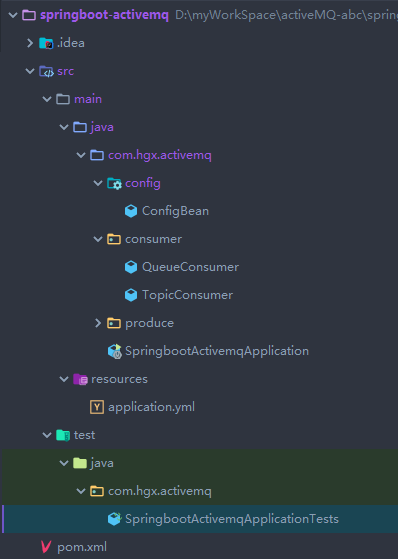 springboot-activemq D:\myWorkSpace\activeMQ-abc\spring
.idea
src
main
java
com.hgx.activemq
config
ConfigBean
consumer
QueueConsumer
TopicConsumer
produce
SpringbootActivemqApplication
resources
application.yml
test
java
com.hgx.activemq
SpringbootActivemqApplicationTests
pom.xml